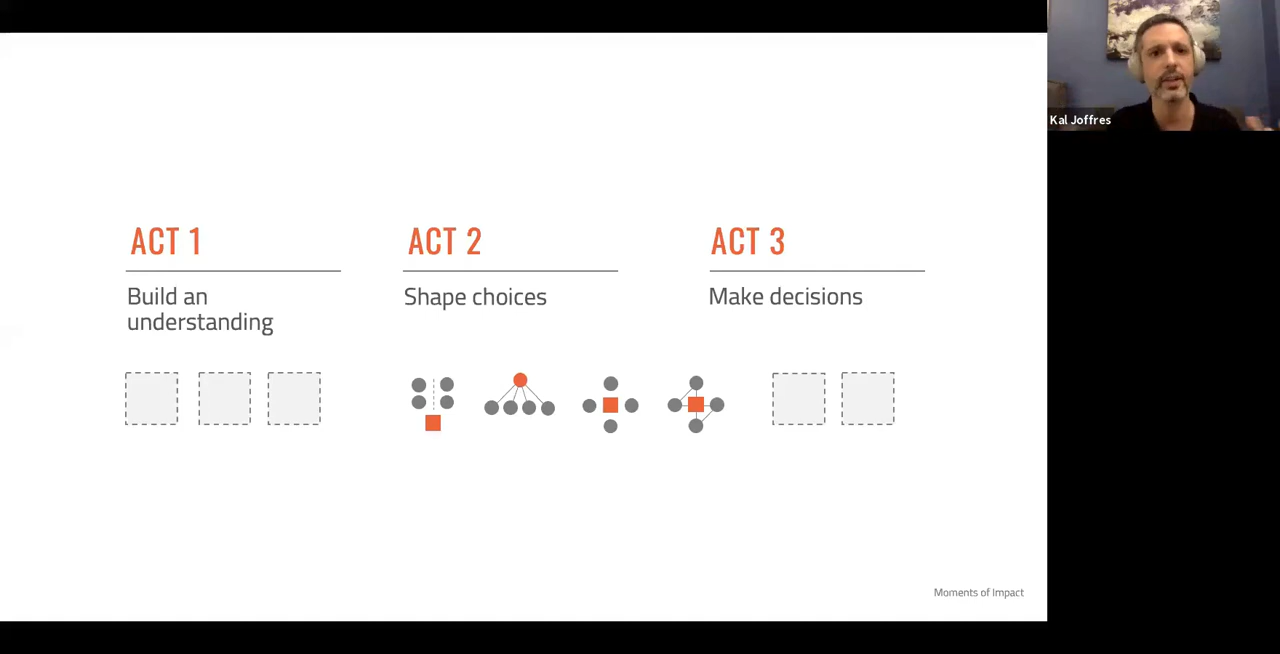 Kal Joffres
ACT 1
Build an
understanding
ACT 2
Shape choices
ACT 3
Make decisions
Moments of Impact